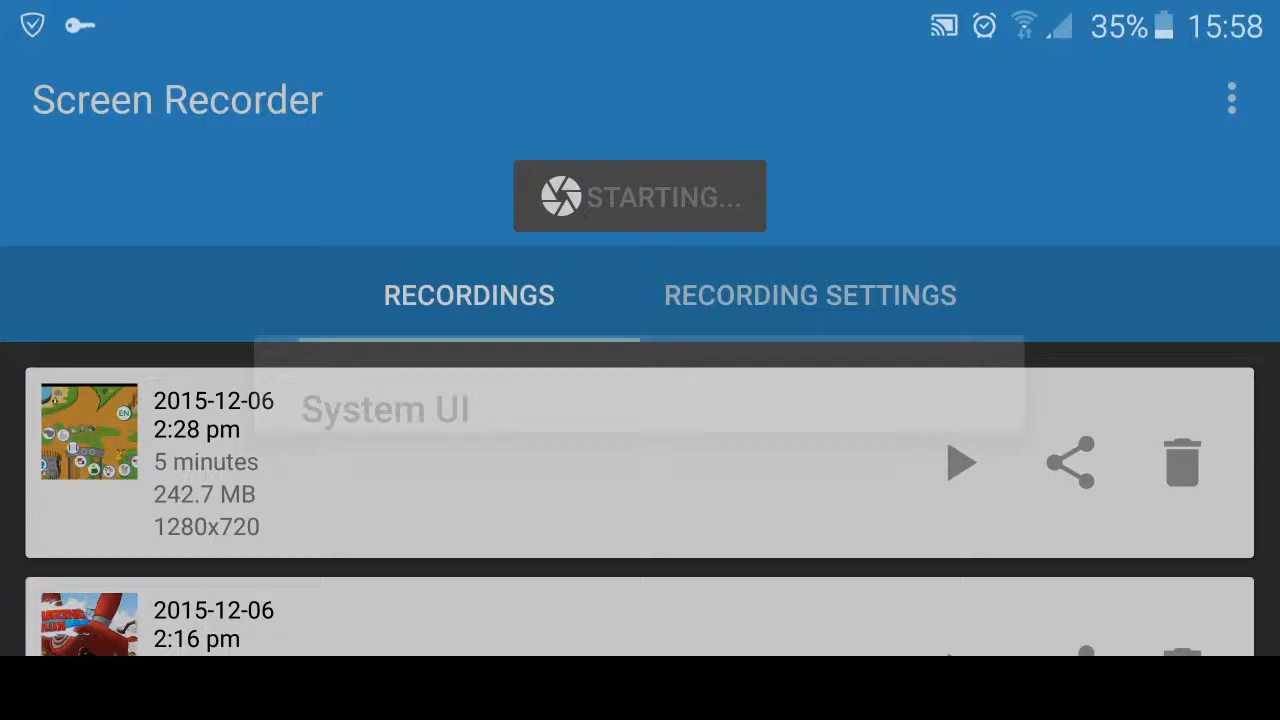 35% 15:58
Screen Recorder
STARTING...
RECORDINGS RECORDING SETTINGS
System UI
2015-12-06
2:28 pm
5 minutes
242.7 MB
1280x720
EN
2015-12-06
2:16 pm